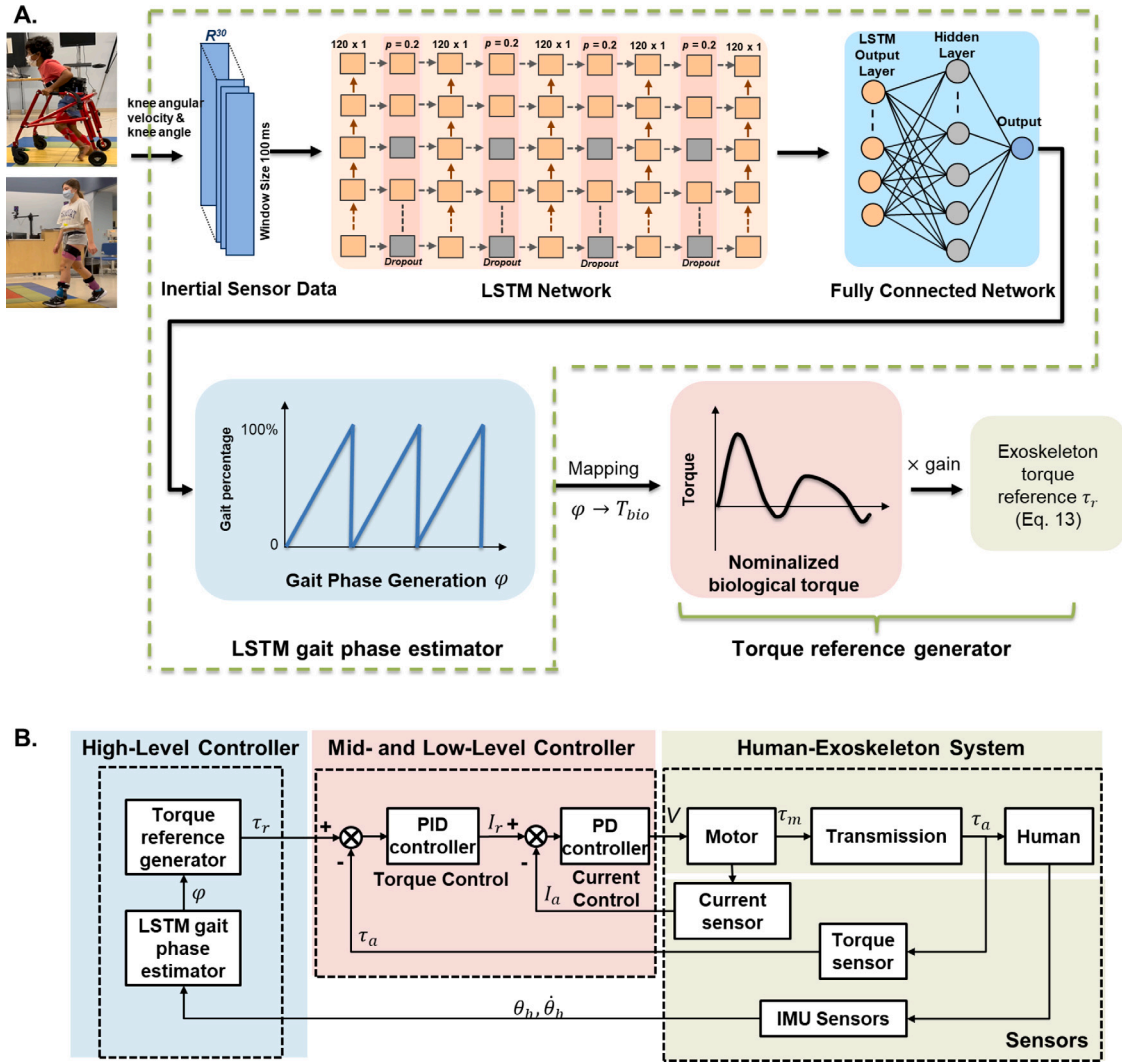 A.
R³⁰
knee angular
velocity &
knee angle
Window Size 100ms
Inertial Sensor Data
120 x 1
p = 0.2
120 x 1
p = 0.2
120 x 1
p = 0.2
120 x 1
p = 0.2
120 x 1
Dropout
Dropout
Dropout
Dropout
LSTM Network
LSTM
Output
Layer
Hidden
Layer
Output
Fully Connected Network
Gait percentage
100%
0
Gait Phase Generation φ
LSTM gait phase estimator
Mapping
φ → T_bio
Torque
Nominalized
biological torque
× gain
Exoskeleton
torque
reference τ_r
(Eq. 13)
Torque reference generator
B.
High-Level Controller
Mid- and Low-Level Controller
Human-Exoskeleton System
Torque
reference
generator
τ_r
φ
LSTM gait
phase
estimator
+
-
PID
controller
Torque Control
I_r
+
-
PD
controller
Current
Control
I_a
τ_a
V
Motor
τ_m
Transmission
τ_a
Human
Current
sensor
Torque
sensor
θ_h, θ̇_h
IMU Sensors
Sensors